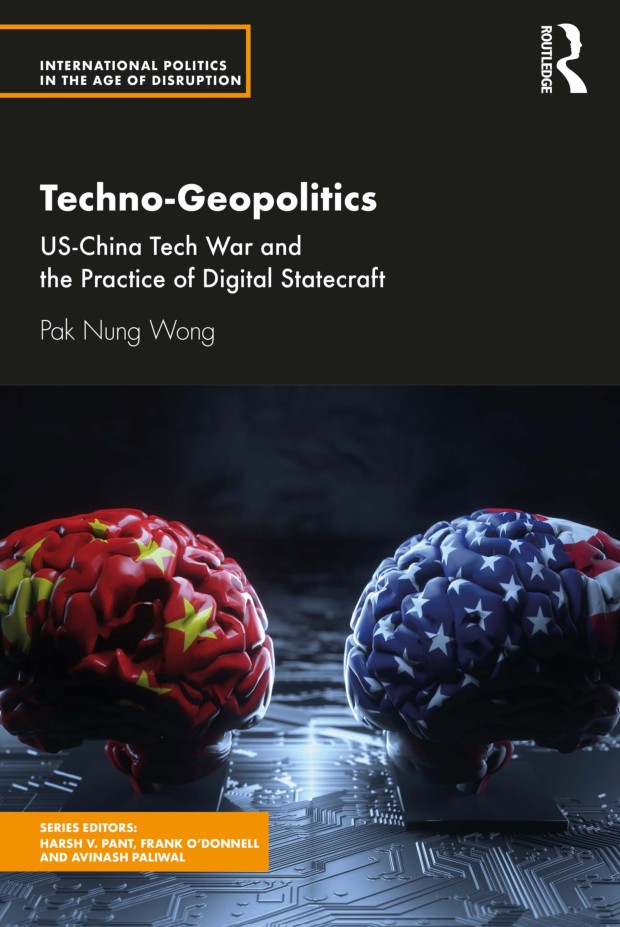 INTERNATIONAL POLITICS
IN THE AGE OF DISRUPTION
ROUTLEDGE
Techno-Geopolitics
US-China Tech War and
the Practice of Digital Statecraft
Pak Nung Wong
SERIES EDITORS:
HARSH V. PANT, FRANK O'DONNELL
AND AVINASH PALIWAL